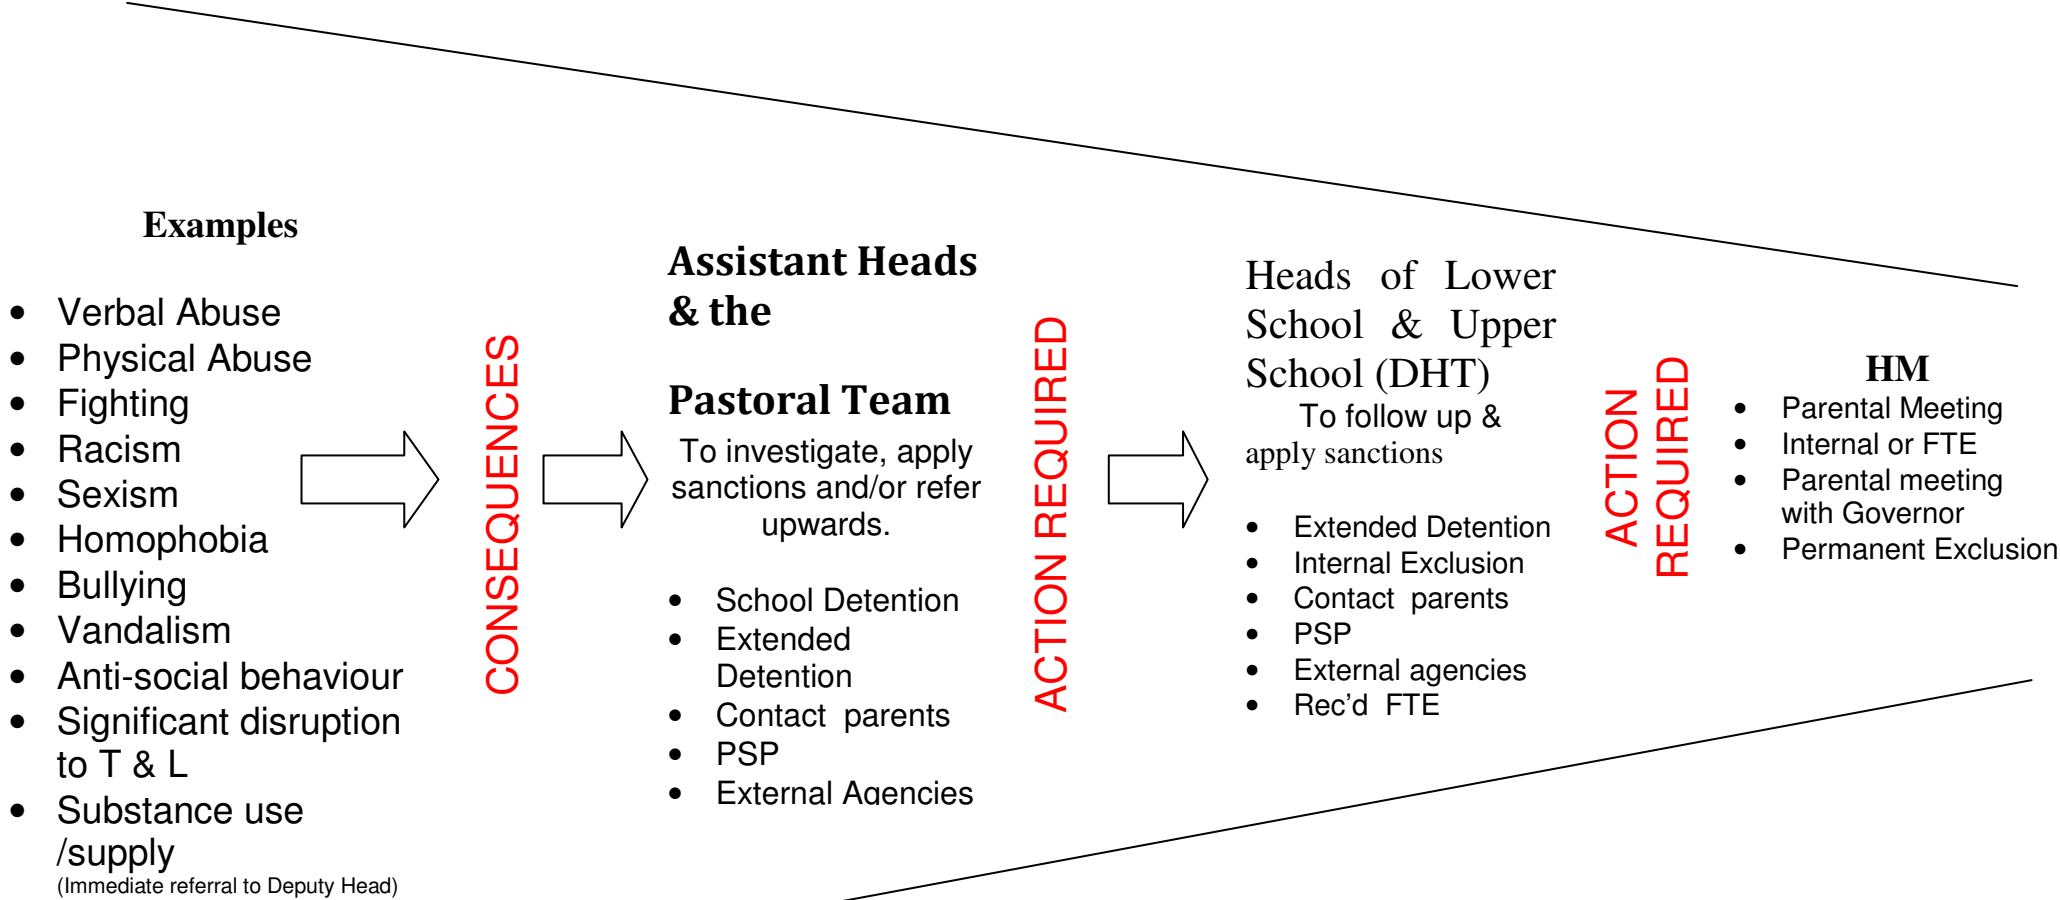 Examples
• Verbal Abuse
• Physical Abuse
• Fighting
• Racism
• Sexism
• Homophobia
• Bullying
• Vandalism
• Anti-social behaviour
• Significant disruption
to T & L
• Substance use
/supply
(Immediate referral to Deputy Head)
CONSEQUENCES
Assistant Heads
& the
Pastoral Team
To investigate, apply
sanctions and/or refer
upwards.
• School Detention
• Extended
Detention
• Contact parents
• PSP
• External Agencies
ACTION REQUIRED
Heads of Lower
School & Upper
School (DHT)
To follow up &
apply sanctions
• Extended Detention
• Internal Exclusion
• Contact parents
• PSP
• External agencies
• Rec’d FTE
ACTION
REQUIRED
HM
• Parental Meeting
• Internal or FTE
• Parental meeting
with Governor
• Permanent Exclusion